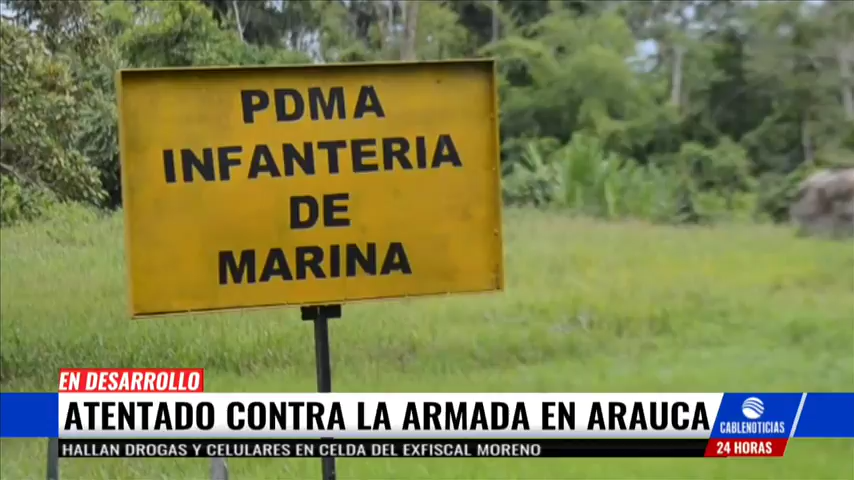 PDMA
INFANTERIA
DE
MARINA
EN DESARROLLO
ATENTADO CONTRA LA ARMADA EN ARAUCA
CABLENOTICIAS
24 HORAS
HALLAN DROGAS Y CELULARES EN CELDA DEL EXFISCAL MORENO